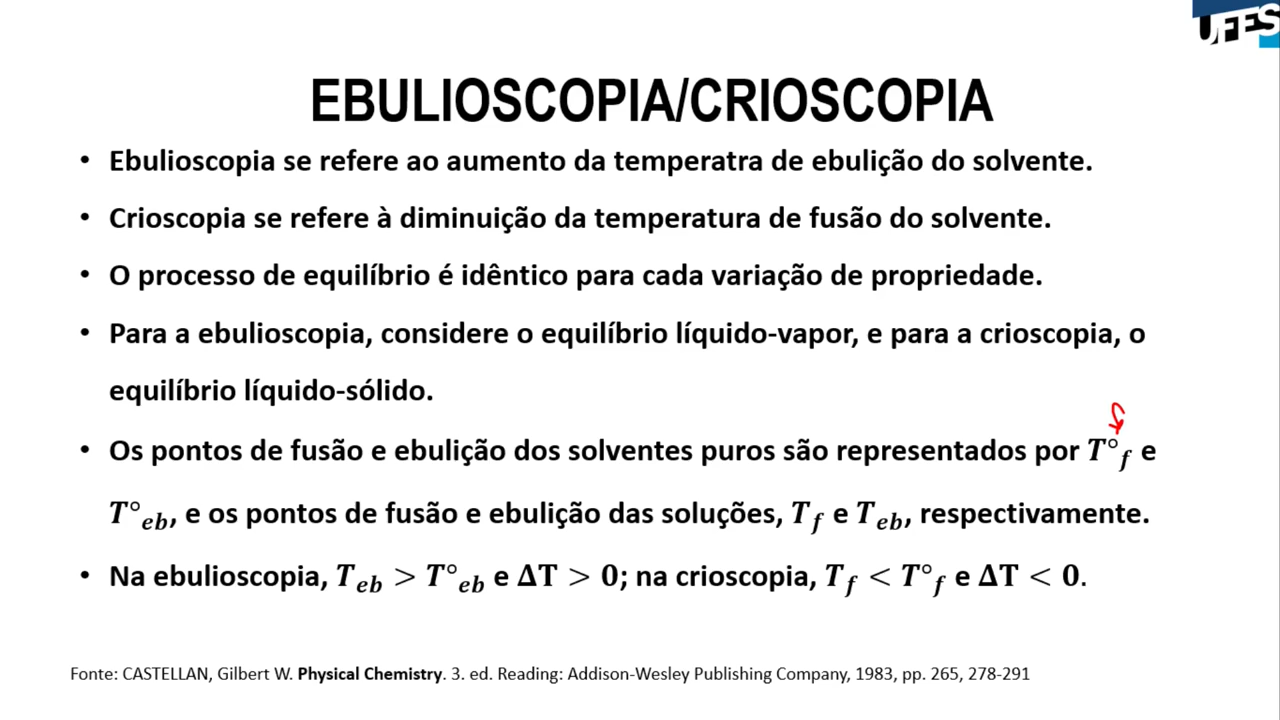 UFES
EBULIOSCOPIA/CRIOSCOPIA
• Ebulioscopia se refere ao aumento da temperatra de ebulição do solvente.
• Crioscopia se refere à diminuição da temperatura de fusão do solvente.
• O processo de equilíbrio é idêntico para cada variação de propriedade.
• Para a ebulioscopia, considere o equilíbrio líquido-vapor, e para a crioscopia, o
equilíbrio líquido-sólido.
• Os pontos de fusão e ebulição dos solventes puros são representados por T°f e
T°eb, e os pontos de fusão e ebulição das soluções, Tf e Teb, respectivamente.
• Na ebulioscopia, Teb > T°eb e ΔT > 0; na crioscopia, Tf < T°f e ΔT < 0.
Fonte: CASTELLAN, Gilbert W. Physical Chemistry. 3. ed. Reading: Addison-Wesley Publishing Company, 1983, pp. 265, 278-291